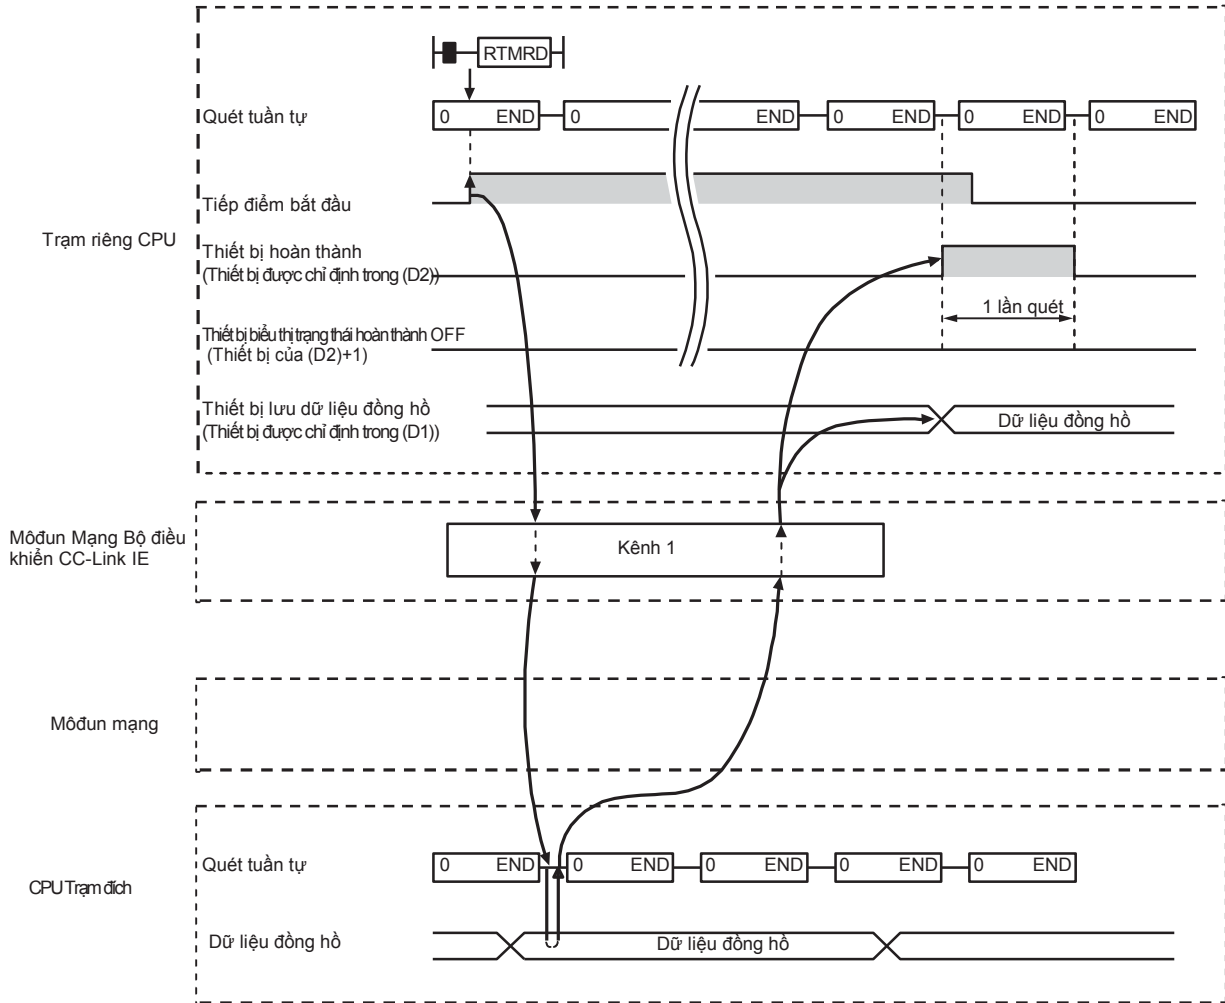 RTMRD
Quét tuần tự
0 END 0 END 0 END 0 END 0 END
Tiếp điểm bắt đầu
Trạm riêng CPU
Thiết bị hoàn thành
(Thiết bị được chỉ định trong (D2))
1 lần quét
Thiết bị biểu thị trạng thái hoàn thành OFF
(Thiết bị của (D2)+1)
Thiết bị lưu dữ liệu đồng hồ
(Thiết bị được chỉ định trong (D1))
Dữ liệu đồng hồ
Môđun Mạng Bộ điều
khiển CC-Link IE
Kênh 1
Môđun mạng
Quét tuần tự
0 END 0 END 0 END 0 END 0 END
CPU Trạm đích
Dữ liệu đồng hồ
Dữ liệu đồng hồ